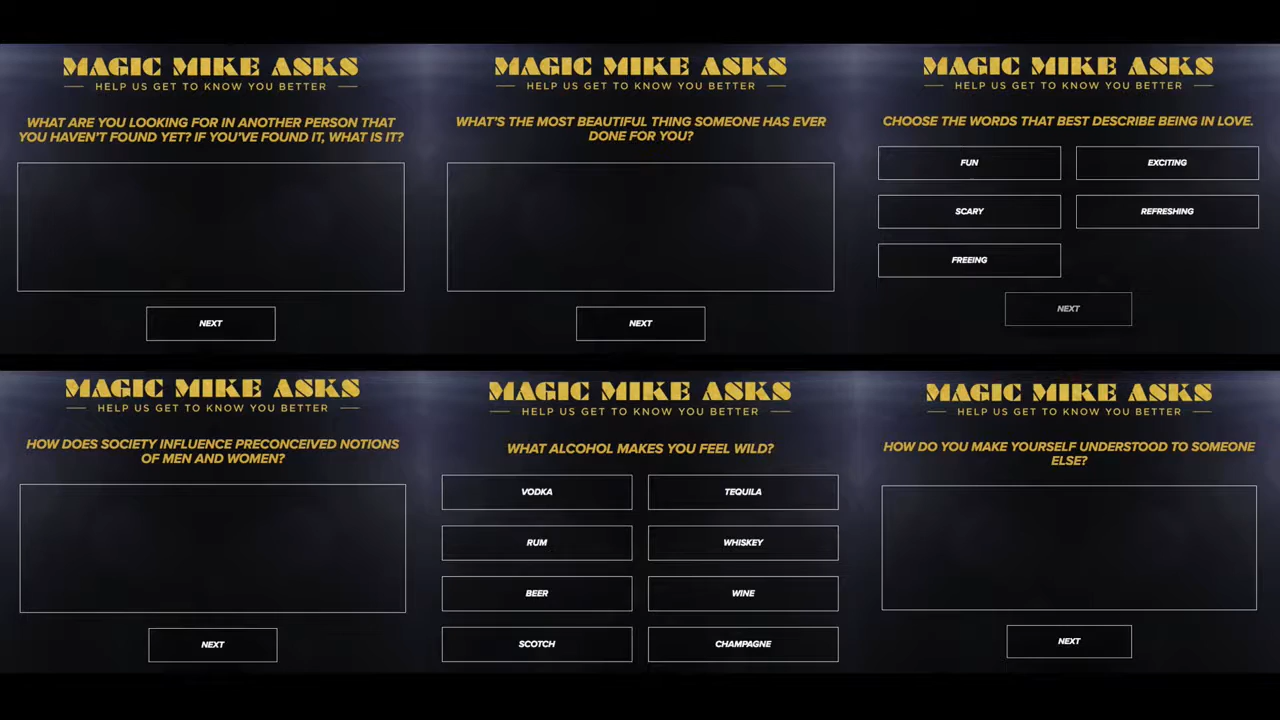 MAGIC MIKE ASKS
HELP US GET TO KNOW YOU BETTER
WHAT ARE YOU LOOKING FOR IN ANOTHER PERSON THAT
YOU HAVEN'T FOUND YET? IF YOU'VE FOUND IT, WHAT IS IT?
NEXT
MAGIC MIKE ASKS
HELP US GET TO KNOW YOU BETTER
WHAT'S THE MOST BEAUTIFUL THING SOMEONE HAS EVER
DONE FOR YOU?
NEXT
MAGIC MIKE ASKS
HELP US GET TO KNOW YOU BETTER
CHOOSE THE WORDS THAT BEST DESCRIBE BEING IN LOVE.
FUN
EXCITING
SCARY
REFRESHING
FREEING
NEXT
MAGIC MIKE ASKS
HELP US GET TO KNOW YOU BETTER
HOW DOES SOCIETY INFLUENCE PRECONCEIVED NOTIONS
OF MEN AND WOMEN?
NEXT
MAGIC MIKE ASKS
HELP US GET TO KNOW YOU BETTER
WHAT ALCOHOL MAKES YOU FEEL WILD?
VODKA
TEQUILA
RUM
WHISKEY
BEER
WINE
SCOTCH
CHAMPAGNE
MAGIC MIKE ASKS
HELP US GET TO KNOW YOU BETTER
HOW DO YOU MAKE YOURSELF UNDERSTOOD TO SOMEONE
ELSE?
NEXT